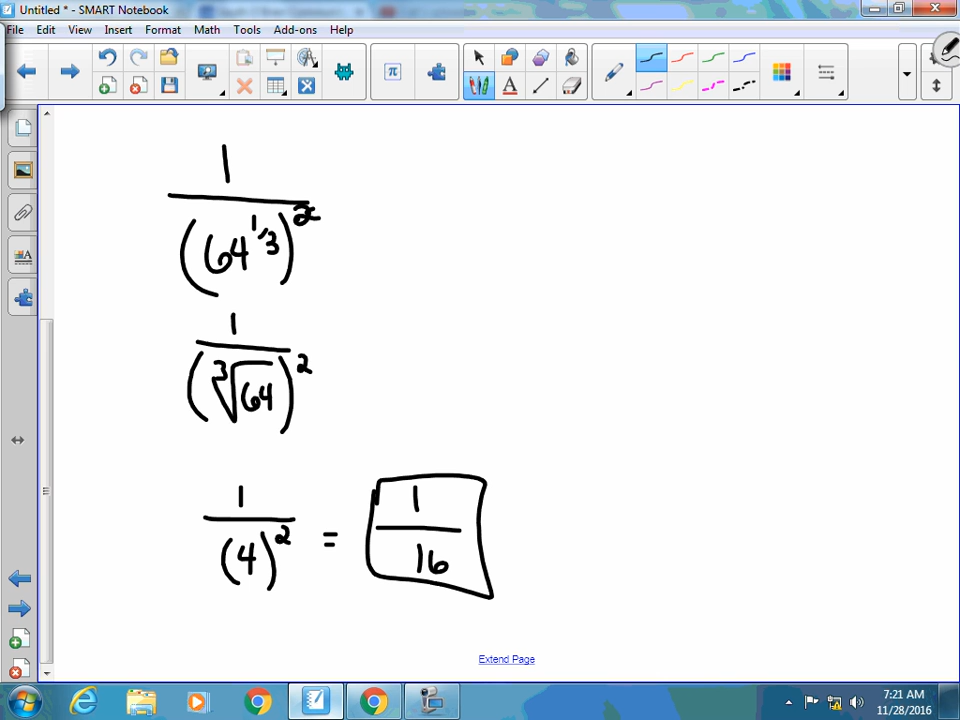 Untitled * - SMART Notebook
File Edit View Insert Format Math Tools Add-ons Help
1
(64^1/3)^2
1
(∛64)^2
1
(4)^2
=
1
16
Extend Page
7:21 AM
11/28/2016